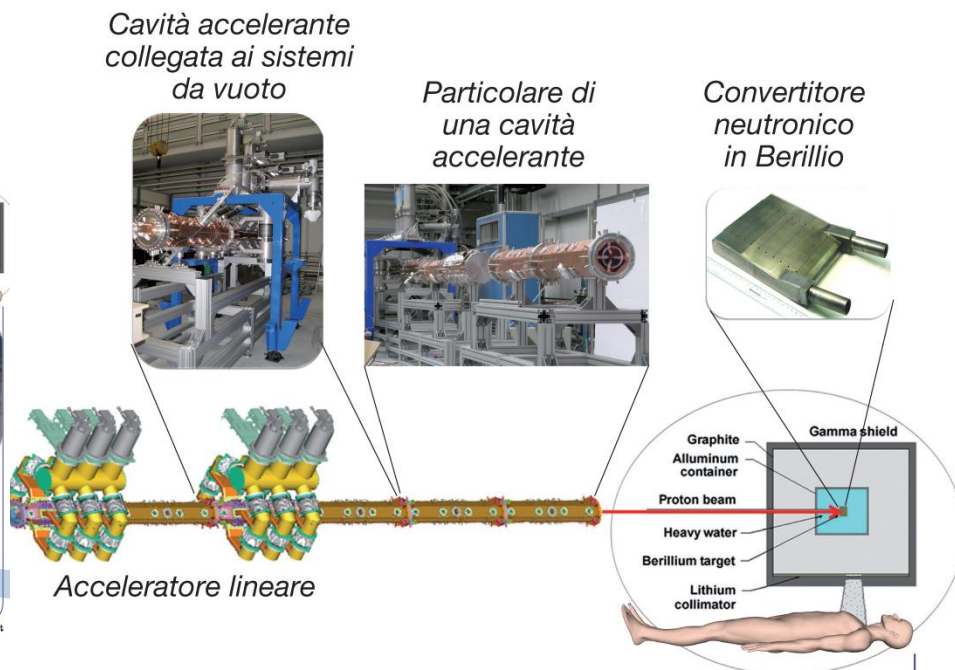 Cavità accelerante
collegata ai sistemi
da vuoto
Particolare di
una cavità
accelerante
Convertitore
neutronico
in Berillio
Gamma shield
Graphite
Alluminum
container
Proton beam
Heavy water
Berillium target
Lithium
collimator
Acceleratore lineare